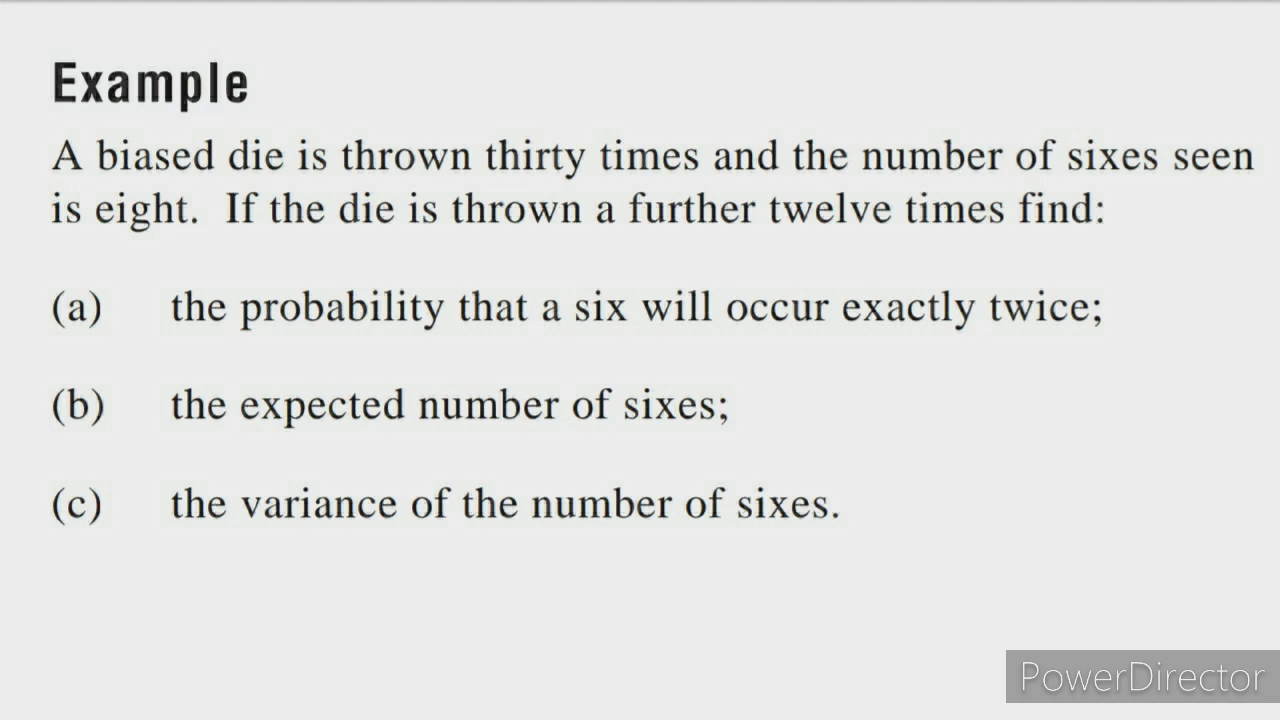 Example
A biased die is thrown thirty times and the number of sixes seen
is eight. If the die is thrown a further twelve times find:
(a) the probability that a six will occur exactly twice;
(b) the expected number of sixes;
(c) the variance of the number of sixes.
PowerDirector